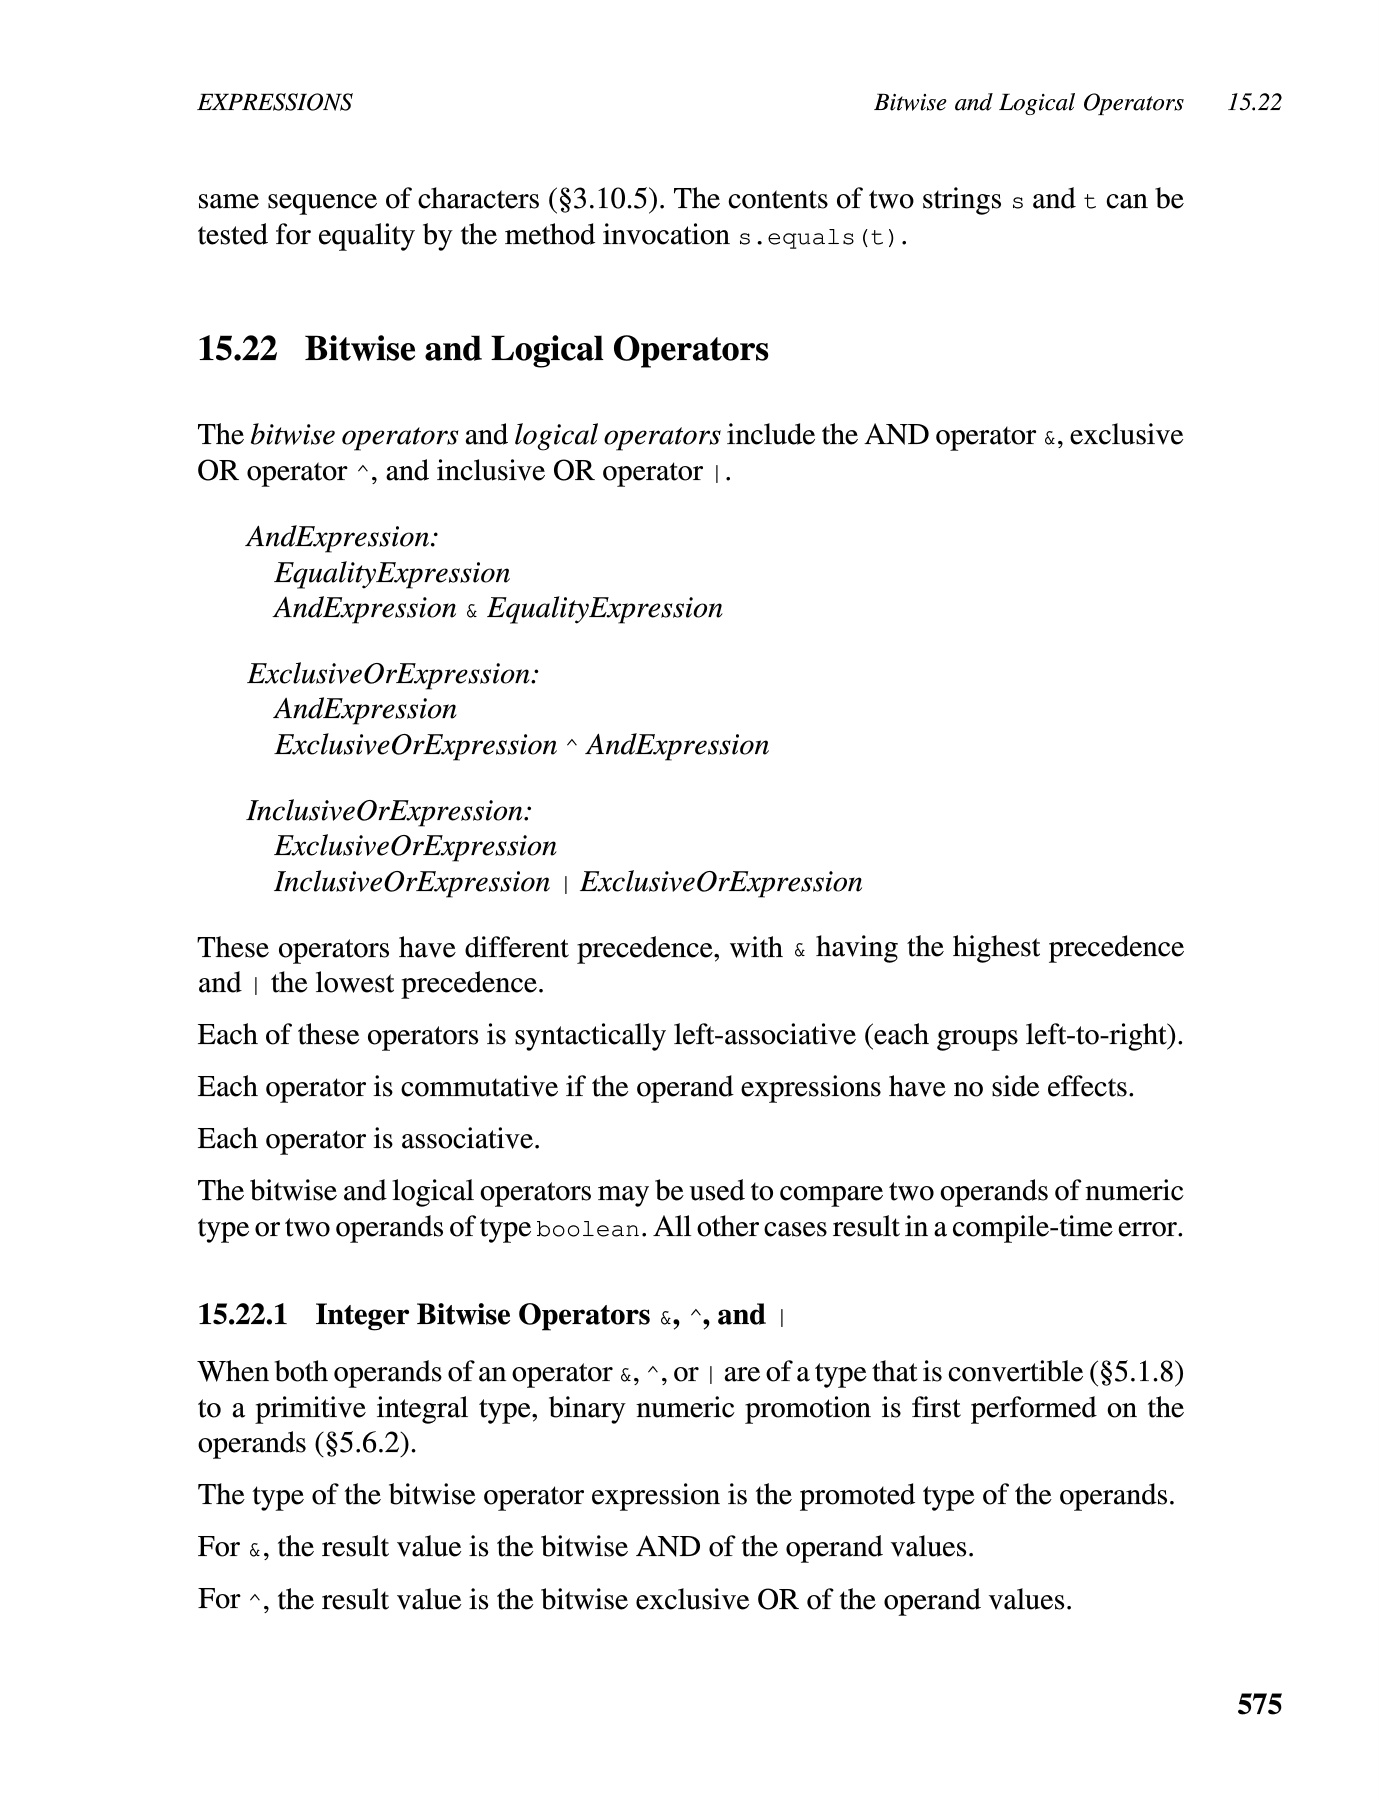 EXPRESSIONS Bitwise and Logical Operators 15.22
same sequence of characters (§3.10.5). The contents of two strings s and t can be
tested for equality by the method invocation s.equals(t).
15.22 Bitwise and Logical Operators
The bitwise operators and logical operators include the AND operator &, exclusive
OR operator ^, and inclusive OR operator |.
AndExpression:
EqualityExpression
AndExpression & EqualityExpression
ExclusiveOrExpression:
AndExpression
ExclusiveOrExpression ^ AndExpression
InclusiveOrExpression:
ExclusiveOrExpression
InclusiveOrExpression | ExclusiveOrExpression
These operators have different precedence, with & having the highest precedence
and | the lowest precedence.
Each of these operators is syntactically left-associative (each groups left-to-right).
Each operator is commutative if the operand expressions have no side effects.
Each operator is associative.
The bitwise and logical operators may be used to compare two operands of numeric
type or two operands of type boolean. All other cases result in a compile-time error.
15.22.1 Integer Bitwise Operators &, ^, and |
When both operands of an operator &, ^, or | are of a type that is convertible (§5.1.8)
to a primitive integral type, binary numeric promotion is first performed on the
operands (§5.6.2).
The type of the bitwise operator expression is the promoted type of the operands.
For &, the result value is the bitwise AND of the operand values.
For ^, the result value is the bitwise exclusive OR of the operand values.
575